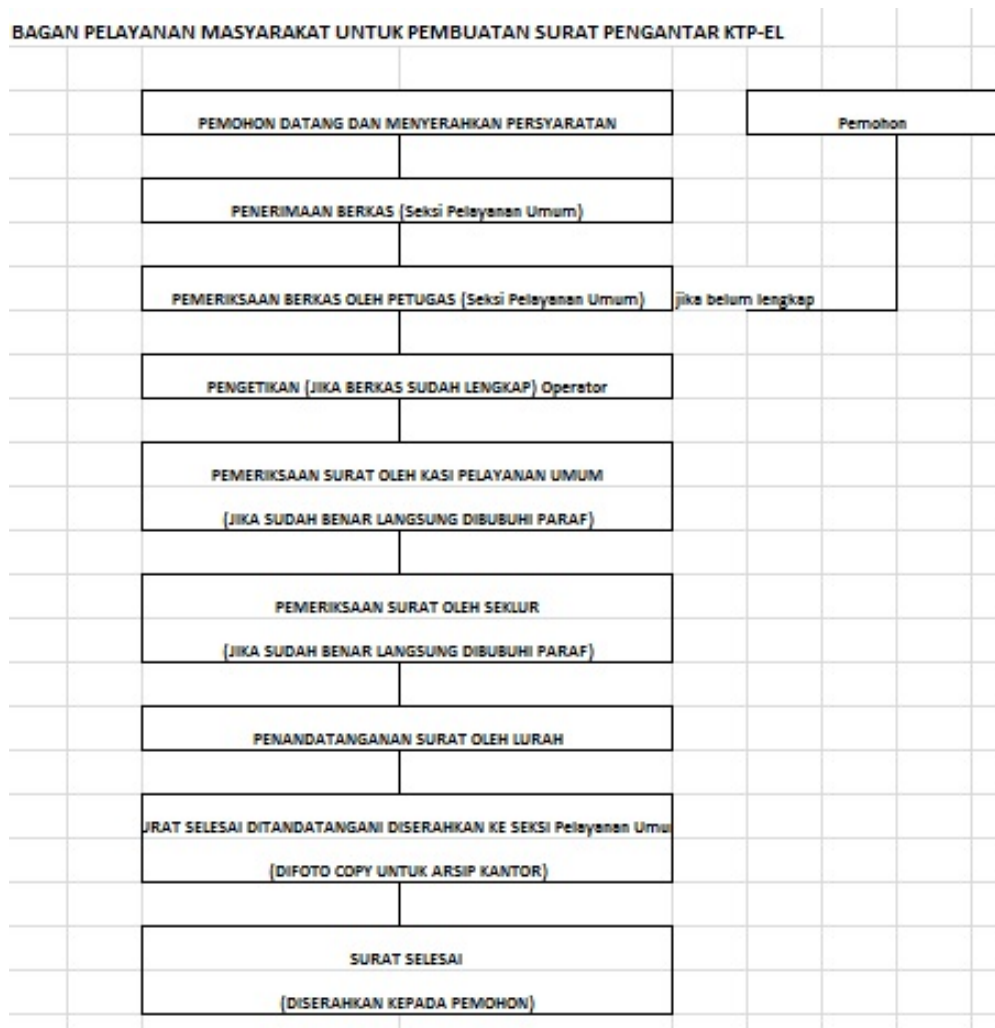 BAGAN PELAYANAN MASYARAKAT UNTUK PEMBUATAN SURAT PENGANTAR KTP-EL
PEMOHON DATANG DAN MENYERAHKAN PERSYARATAN
Pemohon
PENERIMAAN BERKAS (Seksi Pelayanan Umum)
PEMERIKSAAN BERKAS OLEH PETUGAS (Seksi Pelayanan Umum)
jika belum lengkap
PENGETIKAN (JIKA BERKAS SUDAH LENGKAP) Operator
PEMERIKSAAN SURAT OLEH KASI PELAYANAN UMUM
(JIKA SUDAH BENAR LANGSUNG DIBUBUHI PARAF)
PEMERIKSAAN SURAT OLEH SEKLUR
(JIKA SUDAH BENAR LANGSUNG DIBUBUHI PARAF)
PENANDATANGANAN SURAT OLEH LURAH
URAT SELESAI DITANDATANGANI DISERAHKAN KE SEKSI Pelayanan Umu
(DIFOTO COPY UNTUK ARSIP KANTOR)
SURAT SELESAI
(DISERAHKAN KEPADA PEMOHON)